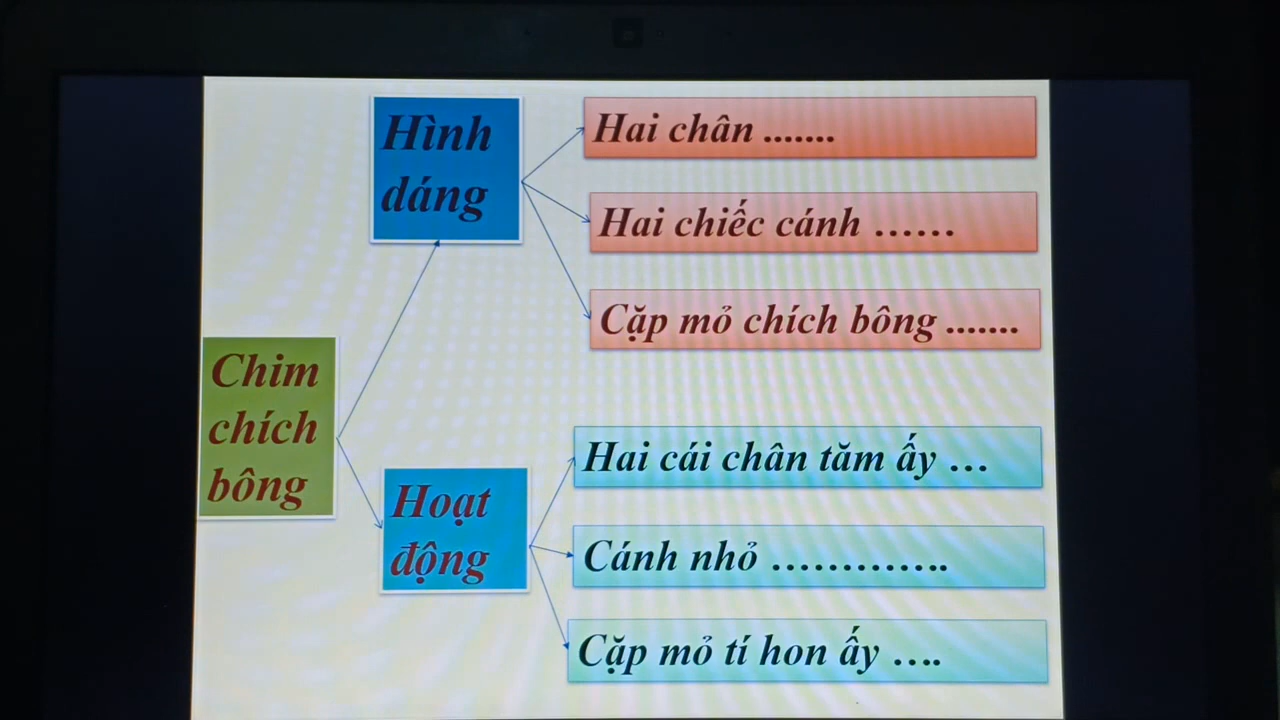 Hình
dáng
Hai chân .......
Hai chiếc cánh ……
Cặp mỏ chích bông .......
Chim
chích
bông
Hoạt
động
Hai cái chân tăm ấy …
Cánh nhỏ ………….
Cặp mỏ tí hon ấy ….